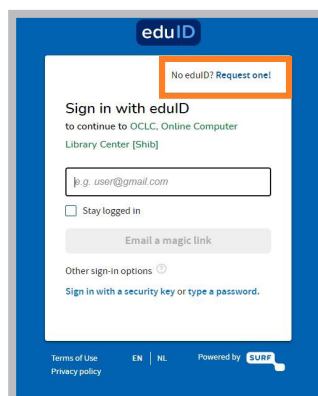 eduID
No eduID? Request one!
Sign in with eduID
to continue to OCLC, Online Computer
Library Center [Shib]
e.g. user@gmail.com
Stay logged in
Email a magic link
Other sign-in options ?
Sign in with a security key or type a password.
Terms of Use EN | NL Powered by SURF
Privacy policy